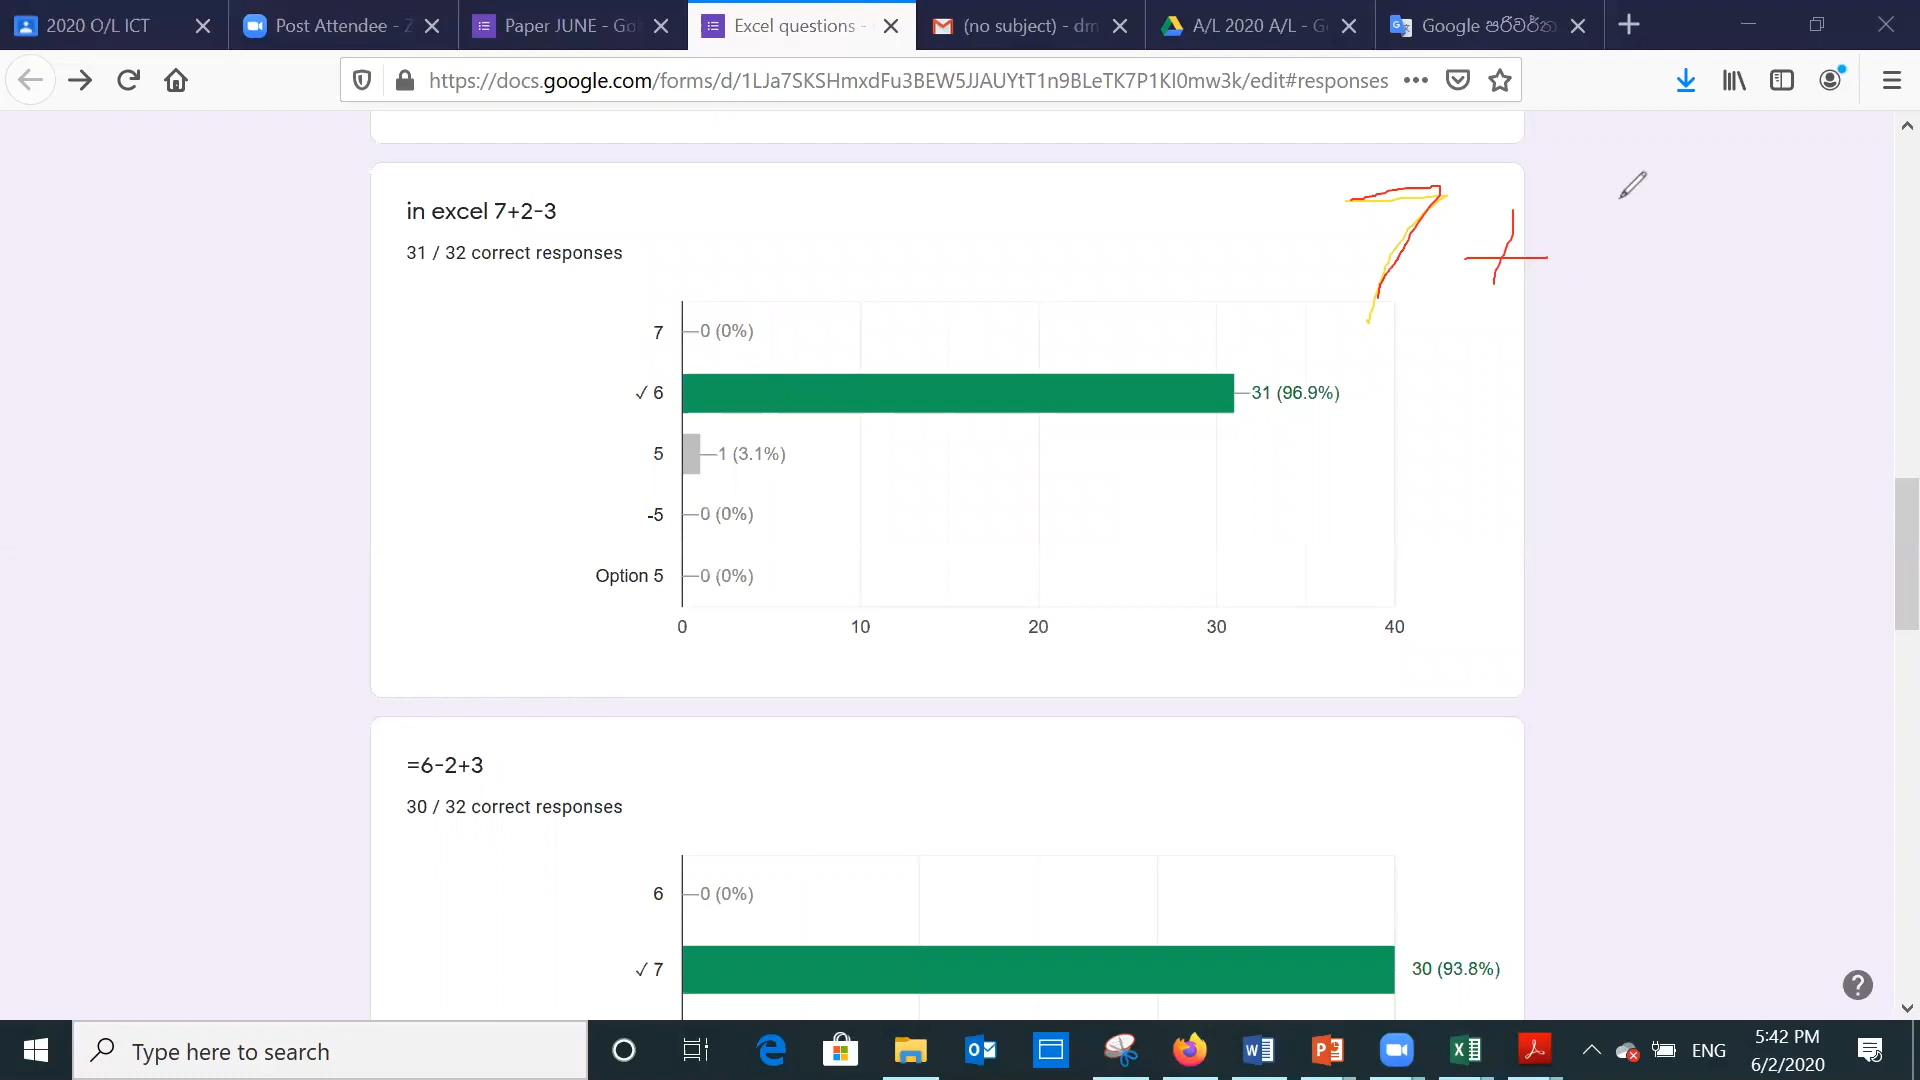 2020 O/L ICT
Post Attendee - Z
Paper JUNE - Go
Excel questions -
(no subject) - dm
A/L 2020 A/L - G
Google පරිවර්ත
https://docs.google.com/forms/d/1LJa7SKSHmxdFu3BEW5JJAUYtT1n9BLeTK7P1KI0mw3k/edit#responses
in excel 7+2-3
31 / 32 correct responses
7 +
7 0 (0%)
✓ 6 31 (96.9%)
5 1 (3.1%)
-5 0 (0%)
Option 5 0 (0%)
0 10 20 30 40
=6-2+3
30 / 32 correct responses
6 0 (0%)
✓ 7 30 (93.8%)
Type here to search
ENG
5:42 PM
6/2/2020